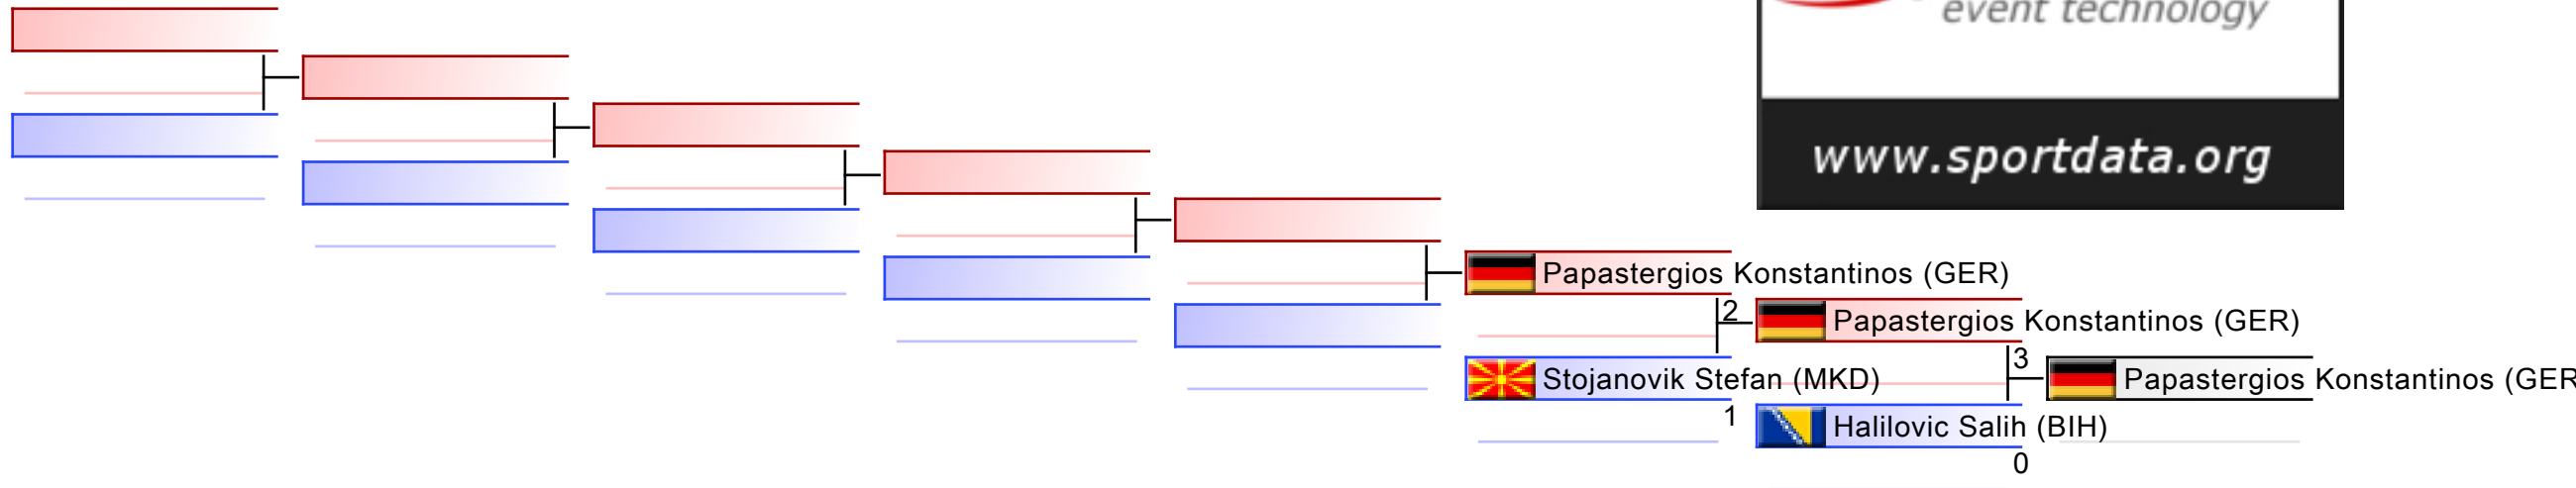 event technology
www.sportdata.org
Papastergios Konstantinos (GER)
2
Papastergios Konstantinos (GER)
Stojanovik Stefan (MKD)
1
3
Papastergios Konstantinos (GER
Halilovic Salih (BIH)
0